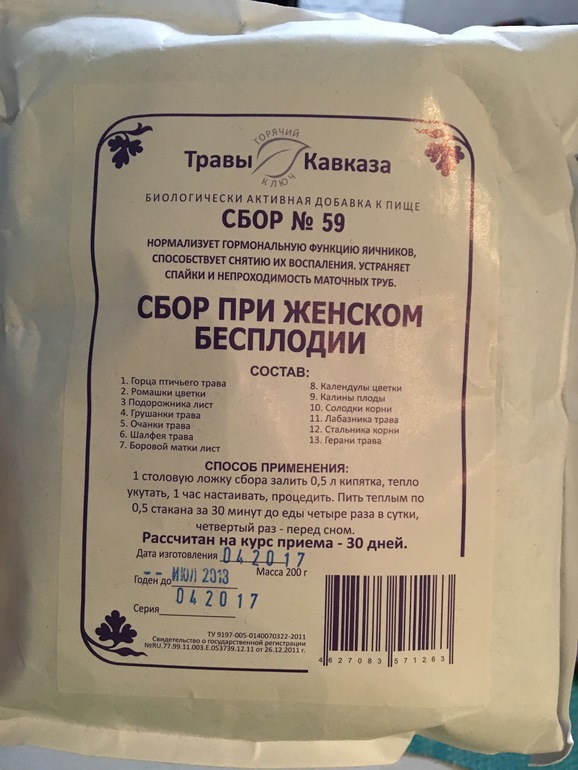 ГОРЯЧИЙ
Травы Кавказа
КЛЮЧ
БИОЛОГИЧЕСКИ АКТИВНАЯ ДОБАВКА К ПИЩЕ
СБОР № 59
НОРМАЛИЗУЕТ ГОРМОНАЛЬНУЮ ФУНКЦИЮ ЯИЧНИКОВ,
СПОСОБСТВУЕТ СНЯТИЮ ИХ ВОСПАЛЕНИЯ. УСТРАНЯЕТ
СПАЙКИ И НЕПРОХОДИМОСТЬ МАТОЧНЫХ ТРУБ.
СБОР ПРИ ЖЕНСКОМ
БЕСПЛОДИИ
СОСТАВ:
1. Горца птичьего трава
2. Ромашки цветки
3 Подорожника лист
4. Грушанки трава
5. Очанки трава
6. Шалфея трава
7. Боровой матки лист
8. Календулы цветки
9. Калины плоды
10. Солодки корни
11. Лабазника трава
12. Стальника корни
13. Герани трава
СПОСОБ ПРИМЕНЕНИЯ:
1 столовую ложку сбора залить 0,5 л кипятка, тепло
укутать, 1 час настаивать, процедить. Пить теплым по
0,5 стакана за 30 минут до еды четыре раза в сутки,
четвертый раз - перед сном.
Рассчитан на курс приема - 30 дней.
Дата изготовления 042017
Масса 200 г
Годен до -- ИЮЛ 2018
Серия 042017
ТУ 9197-005-0140070322-2011
Свидетельство о государственной регистрации
№RU.77.99.11.003.Е.053739.12.11 от 26.12.2011 г.
4 627083 571263